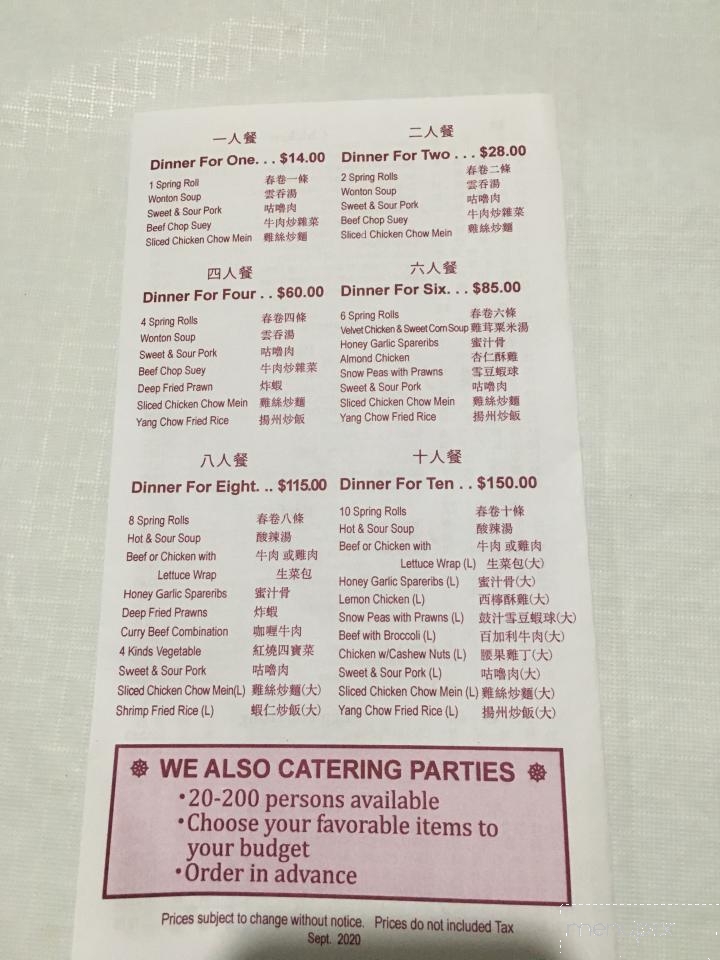 一人餐
Dinner For One. . . $14.00
1 Spring Roll 春卷一條
Wonton Soup 雲吞湯
Sweet & Sour Pork 咕嚕肉
Beef Chop Suey 牛肉炒雜菜
Sliced Chicken Chow Mein 雞絲炒麵
二人餐
Dinner For Two . . . $28.00
2 Spring Rolls 春卷二條
Wonton Soup 雲吞湯
Sweet & Sour Pork 咕嚕肉
Beef Chop Suey 牛肉炒雜菜
Sliced Chicken Chow Mein 雞絲炒麵
四人餐
Dinner For Four . . $60.00
4 Spring Rolls 春卷四條
Wonton Soup 雲吞湯
Sweet & Sour Pork 咕嚕肉
Beef Chop Suey 牛肉炒雜菜
Deep Fried Prawn 炸蝦
Sliced Chicken Chow Mein 雞絲炒麵
Yang Chow Fried Rice 揚州炒飯
六人餐
Dinner For Six. . . $85.00
6 Spring Rolls 春卷六條
Velvet Chicken & Sweet Corn Soup 雞茸粟米湯
Honey Garlic Spareribs 蜜汁骨
Almond Chicken 杏仁酥雞
Snow Peas with Prawns 雪豆蝦球
Sweet & Sour Pork 咕嚕肉
Sliced Chicken Chow Mein 雞絲炒麵
Yang Chow Fried Rice 揚州炒飯
八人餐
Dinner For Eight. .. $115.00
8 Spring Rolls 春卷八條
Hot & Sour Soup 酸辣湯
Beef or Chicken with 牛肉 或雞肉
Lettuce Wrap 生菜包
Honey Garlic Spareribs 蜜汁骨
Deep Fried Prawns 炸蝦
Curry Beef Combination 咖喱牛肉
4 Kinds Vegetable 紅燒四寶菜
Sweet & Sour Pork 咕嚕肉
Sliced Chicken Chow Mein(L) 雞絲炒麵(大)
Shrimp Fried Rice (L) 蝦仁炒飯(大)
十人餐
Dinner For Ten . . $150.00
10 Spring Rolls 春卷十條
Hot & Sour Soup 酸辣湯
Beef or Chicken with 牛肉 或雞肉
Lettuce Wrap (L) 生菜包(大)
Honey Garlic Spareribs (L) 蜜汁骨(大)
Lemon Chicken (L) 西檸酥雞(大)
Snow Peas with Prawns (L) 鼓汁雪豆蝦球(大)
Beef with Broccoli (L) 百加利牛肉(大)
Chicken w/Cashew Nuts (L) 腰果雞丁(大)
Sweet & Sour Pork (L) 咕嚕肉(大)
Sliced Chicken Chow Mein (L) 雞絲炒麵(大)
Yang Chow Fried Rice (L) 揚州炒飯(大)
WE ALSO CATERING PARTIES
•20-200 persons available
•Choose your favorable items to
your budget
•Order in advance
Prices subject to change without notice. Prices do not included Tax
Sept. 2020